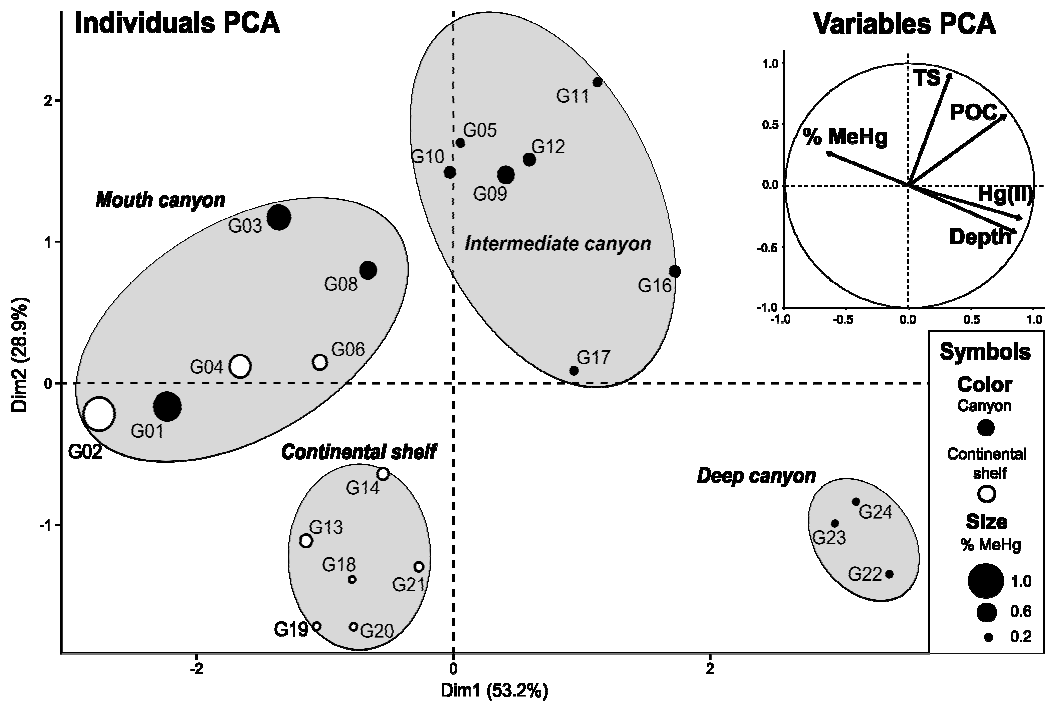 Individuals PCA
Variables PCA
2
1
0
-1
Dim2 (28.9%)
-2
0
2
Dim1 (53.2%)
G11
G05
G12
G10
G09
Intermediate canyon
G16
G17
Mouth canyon
G03
G08
G06
G04
G01
G02
Continental shelf
G14
G13
G18
G21
G19
G20
Deep canyon
G24
G23
G22
1.0
0.5
0.0
-0.5
-1.0
-1.0
-0.5
0.0
0.5
1.0
TS
POC
% MeHg
Hg(II)
Depth
Symbols
Color
Canyon
Continental
shelf
Size
% MeHg
1.0
0.6
0.2